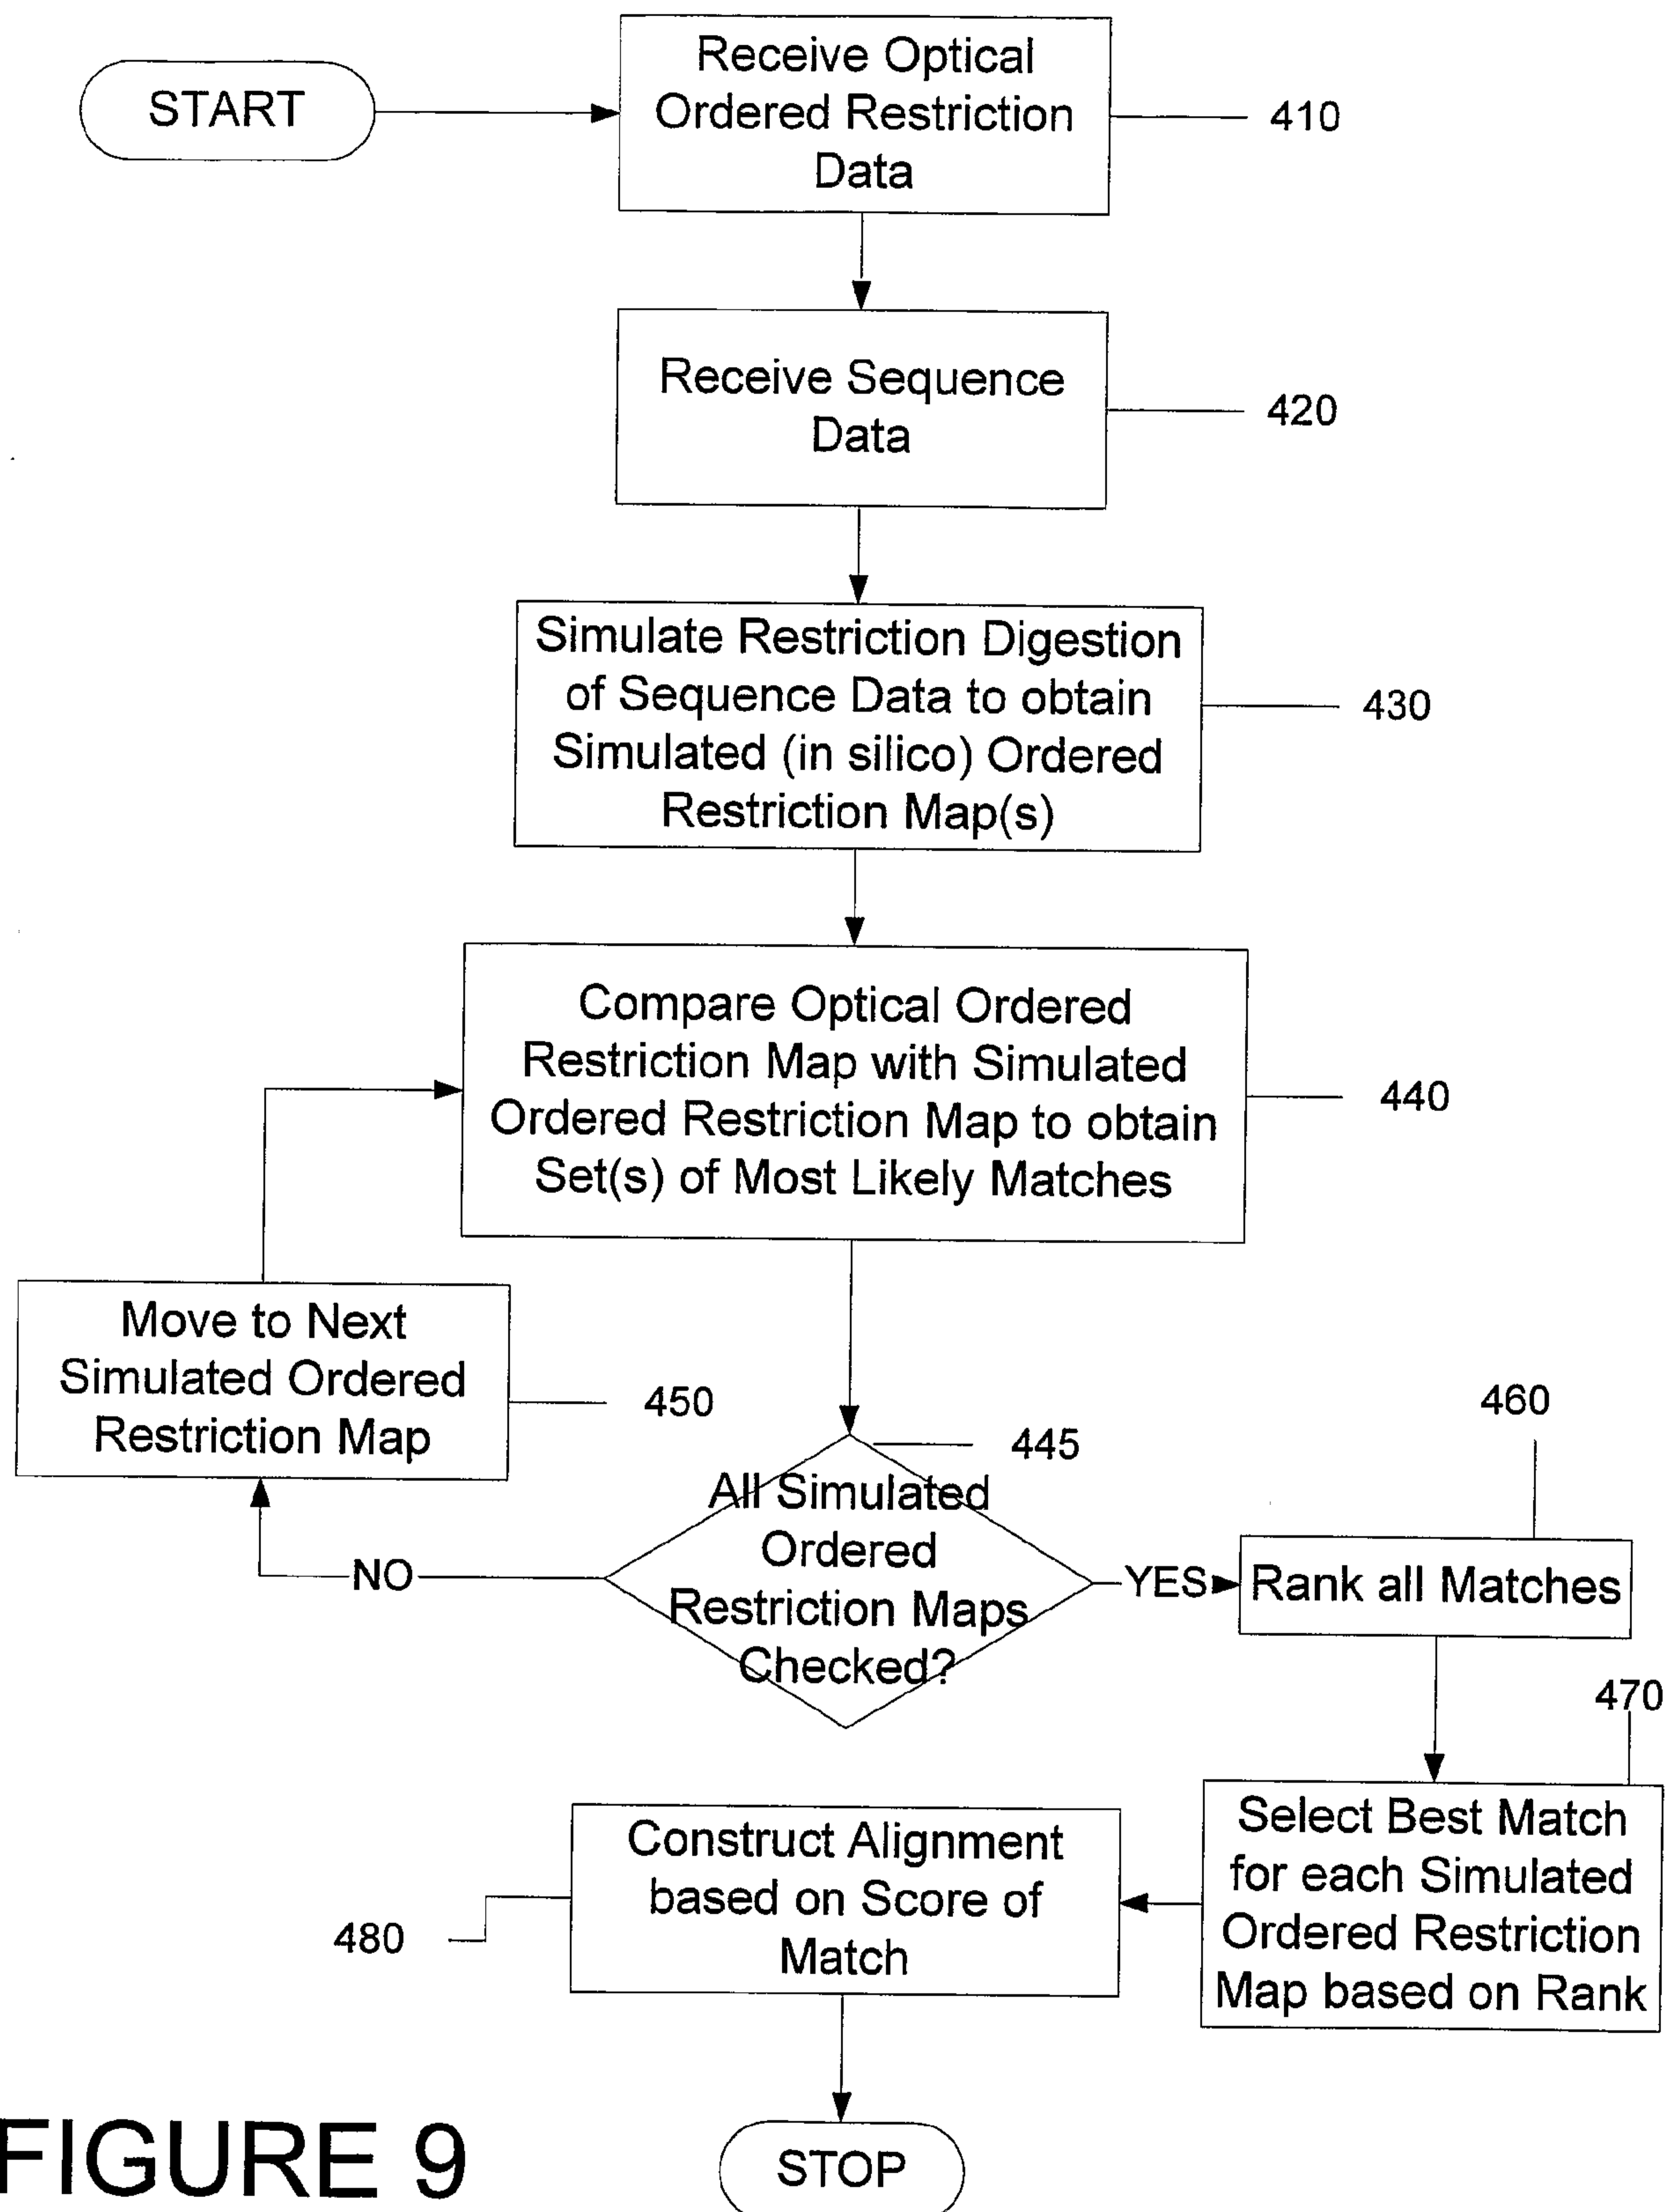 START
Receive Optical
Ordered Restriction
Data
410
Receive Sequence
Data
420
Simulate Restriction Digestion
of Sequence Data to obtain
Simulated (in silico) Ordered
Restriction Map(s)
430
Compare Optical Ordered
Restriction Map with Simulated
Ordered Restriction Map to obtain
Set(s) of Most Likely Matches
440
Move to Next
Simulated Ordered
Restriction Map
450
445
All Simulated
Ordered
Restriction Maps
Checked?
NO
YES
460
Rank all Matches
470
Select Best Match
for each Simulated
Ordered Restriction
Map based on Rank
Construct Alignment
based on Score of
Match
480
STOP
FIGURE 9